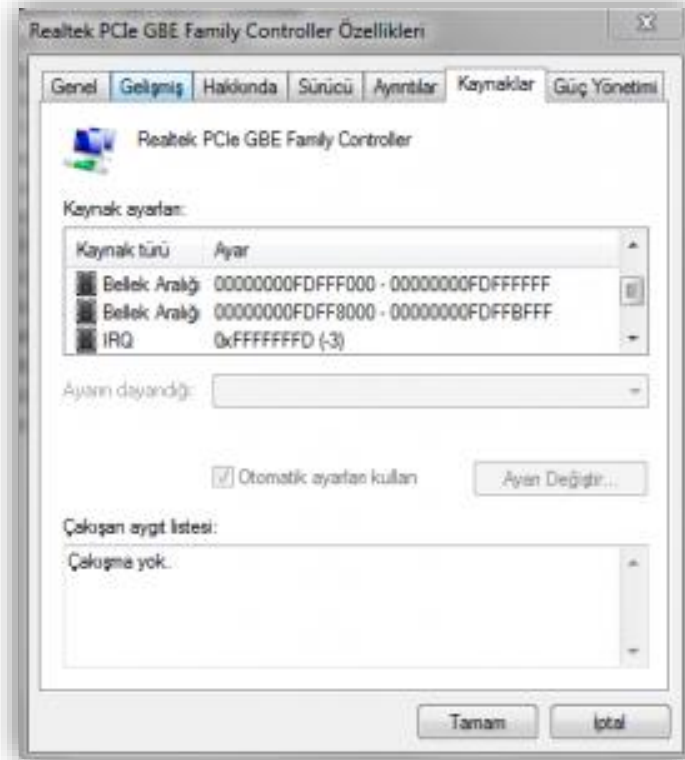 Realtek PCIe GBE Family Controller Özellikleri
Genel Gelişmiş Hakkında Sürücü Ayrıntılar Kaynaklar Güç Yönetimi
Realtek PCIe GBE Family Controller
Kaynak ayarları:
Kaynak türü Ayar
Bellek Aralığı 00000000FDFFF000 - 00000000FDFFFFFF
Bellek Aralığı 00000000FDFF8000 - 00000000FDFFBFFF
IRQ 0xFFFFFFFD (-3)
Ayarın dayandığı:
Otomatik ayarları kullan Ayarı Değiştir...
Çakışan aygıt listesi:
Çakışma yok.
Tamam İptal